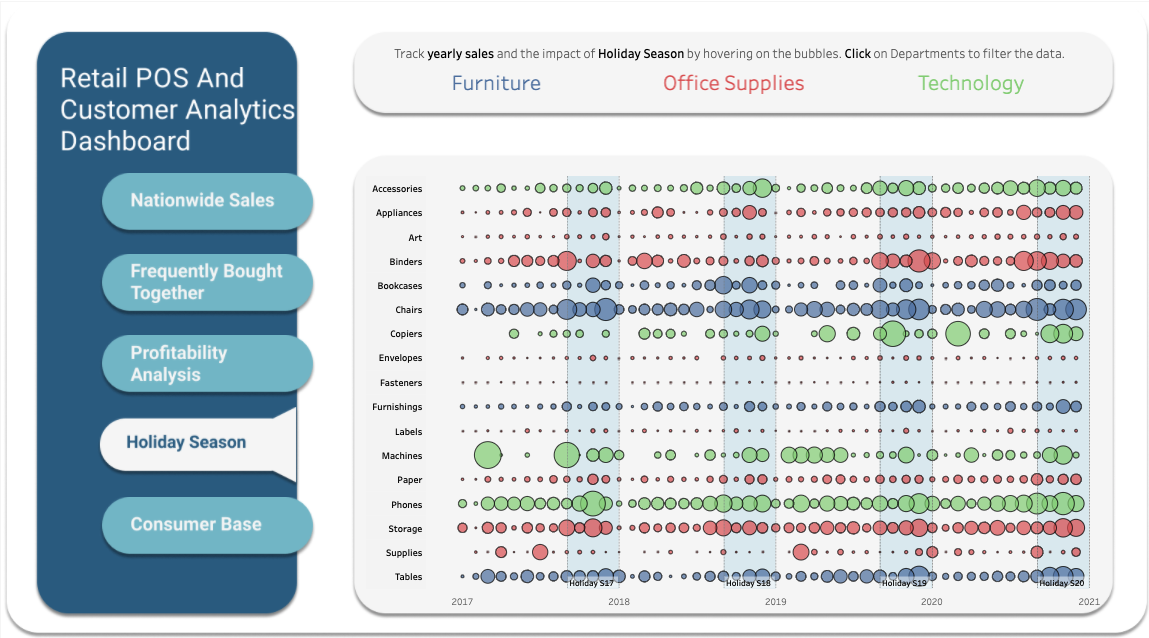 Retail POS And
Customer Analytics
Dashboard
Nationwide Sales
Frequently Bought
Together
Profitability
Analysis
Holiday Season
Consumer Base
Track yearly sales and the impact of Holiday Season by hovering on the bubbles. Click on Departments to filter the data.
Furniture Office Supplies Technology
Accessories
Appliances
Art
Binders
Bookcases
Chairs
Copiers
Envelopes
Fasteners
Furnishings
Labels
Machines
Paper
Phones
Storage
Supplies
Tables
Holiday S17 Holiday S18 Holiday S19 Holiday S20
2017 2018 2019 2020 2021